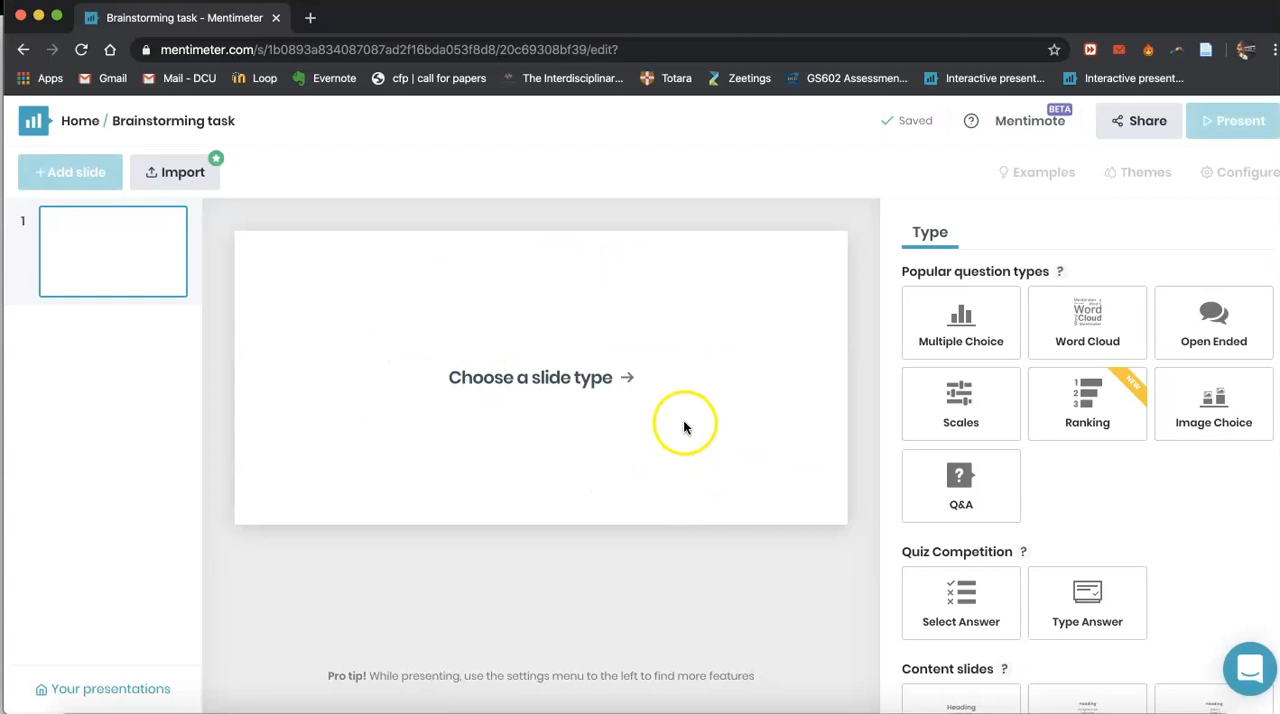 Brainstorming task - Mentimeter
mentimeter.com/s/1b0893a834087087ad2f16bda053f8d8/20c69308bf39/edit?
Apps Gmail Mail - DCU Loop Evernote cfp | call for papers The Interdisciplinar... Totara Zeetings GS602 Assessmen... Interactive present... Interactive present...
Home / Brainstorming task Saved ? Mentimote BETA Share Present
+ Add slide Import Examples Themes Configure
1
Choose a slide type →
Pro tip! While presenting, use the settings menu to the left to find more features
Your presentations
Type
Popular question types ?
Multiple Choice Word Cloud Open Ended
Scales Ranking NEW Image Choice
Q&A
Quiz Competition ?
Select Answer Type Answer
Content slides ?
Heading Heading Heading